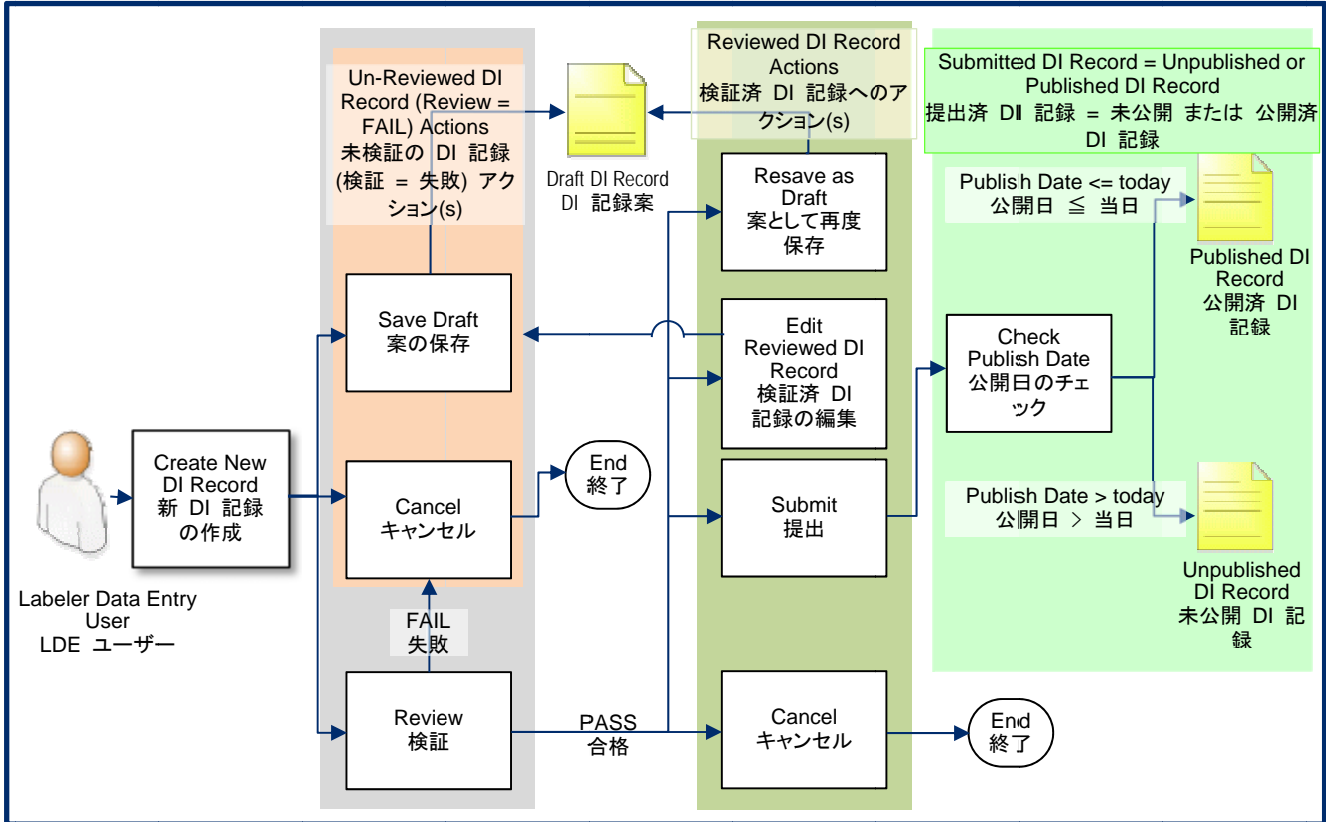 Labeler Data Entry
User
LDE ユーザー
Create New
DI Record
新 DI 記録
の作成
Un-Reviewed DI
Record (Review =
FAIL) Actions
未検証の DI 記録
(検証 = 失敗) アク
ション(s)
Save Draft
案の保存
Cancel
キャンセル
FAIL
失敗
Review
検証
PASS
合格
End
終了
Draft DI Record
DI 記録案
Reviewed DI Record
Actions
検証済 DI 記録へのア
クション(s)
Resave as
Draft
案として再度
保存
Edit
Reviewed DI
Record
検証済 DI
記録の編集
Submit
提出
Cancel
キャンセル
End
終了
Submitted DI Record = Unpublished or
Published DI Record
提出済 DI 記録 = 未公開 または 公開済
DI 記録
Publish Date <= today
公開日 ≦ 当日
Published DI
Record
公開済 DI
記録
Check
Publish Date
公開日のチェ
ック
Publish Date > today
公開日 > 当日
Unpublished
DI Record
未公開 DI 記
録